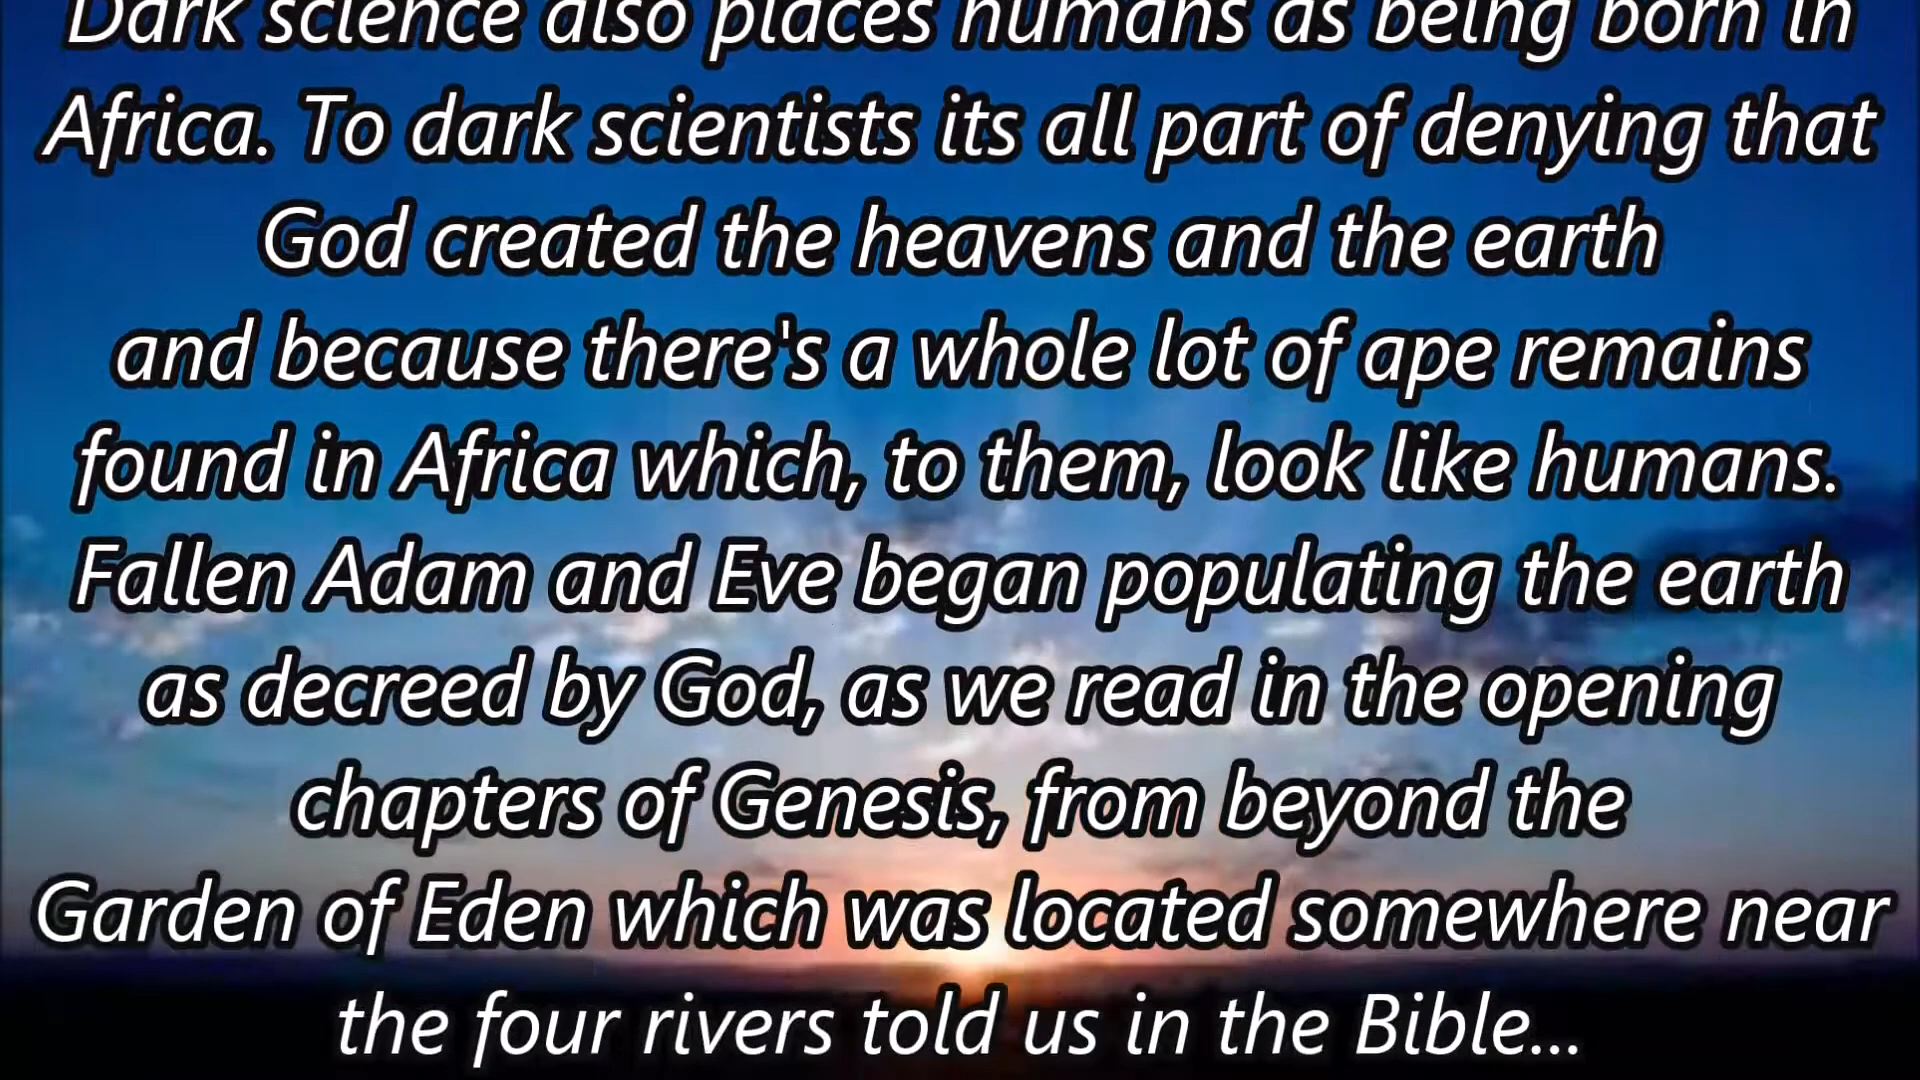 Dark science also places humans as being born in
Africa. To dark scientists its all part of denying that
God created the heavens and the earth
and because there's a whole lot of ape remains
found in Africa which, to them, look like humans.
Fallen Adam and Eve began populating the earth
as decreed by God, as we read in the opening
chapters of Genesis, from beyond the
Garden of Eden which was located somewhere near
the four rivers told us in the Bible...